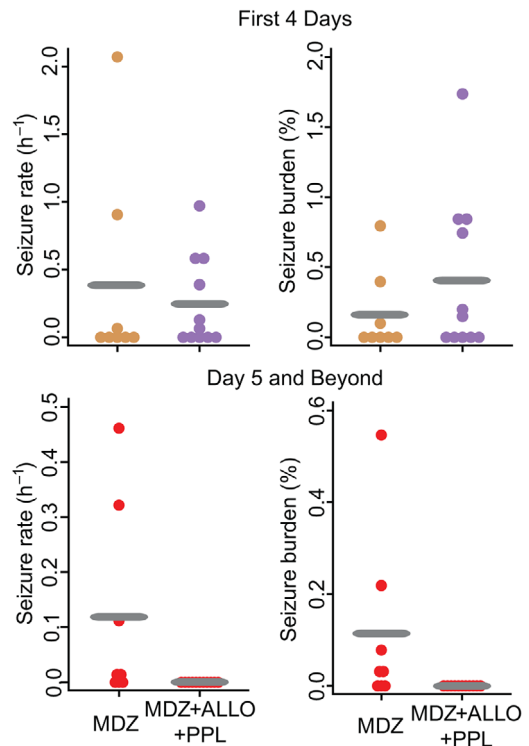 First 4 Days
Seizure rate (h⁻¹)
2.0
1.5
1.0
0.5
0.0
Seizure burden (%)
2.0
1.5
1.0
0.5
0.0
Day 5 and Beyond
Seizure rate (h⁻¹)
0.5
0.4
0.3
0.2
0.1
0.0
MDZ
MDZ+ALLO
+PPL
Seizure burden (%)
0.6
0.4
0.2
0.0
MDZ
MDZ+ALLO
+PPL